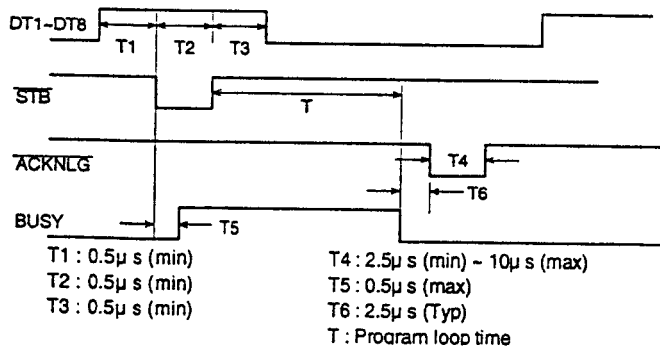 DT1~DT8
T1 T2 T3
STB
T
ACKNLG
T4
T6
BUSY
T5
T1 : 0.5µ s (min)
T2 : 0.5µ s (min)
T3 : 0.5µ s (min)
T4 : 2.5µ s (min) ~ 10µ s (max)
T5 : 0.5µ s (max)
T6 : 2.5µ s (Typ)
T : Program loop time